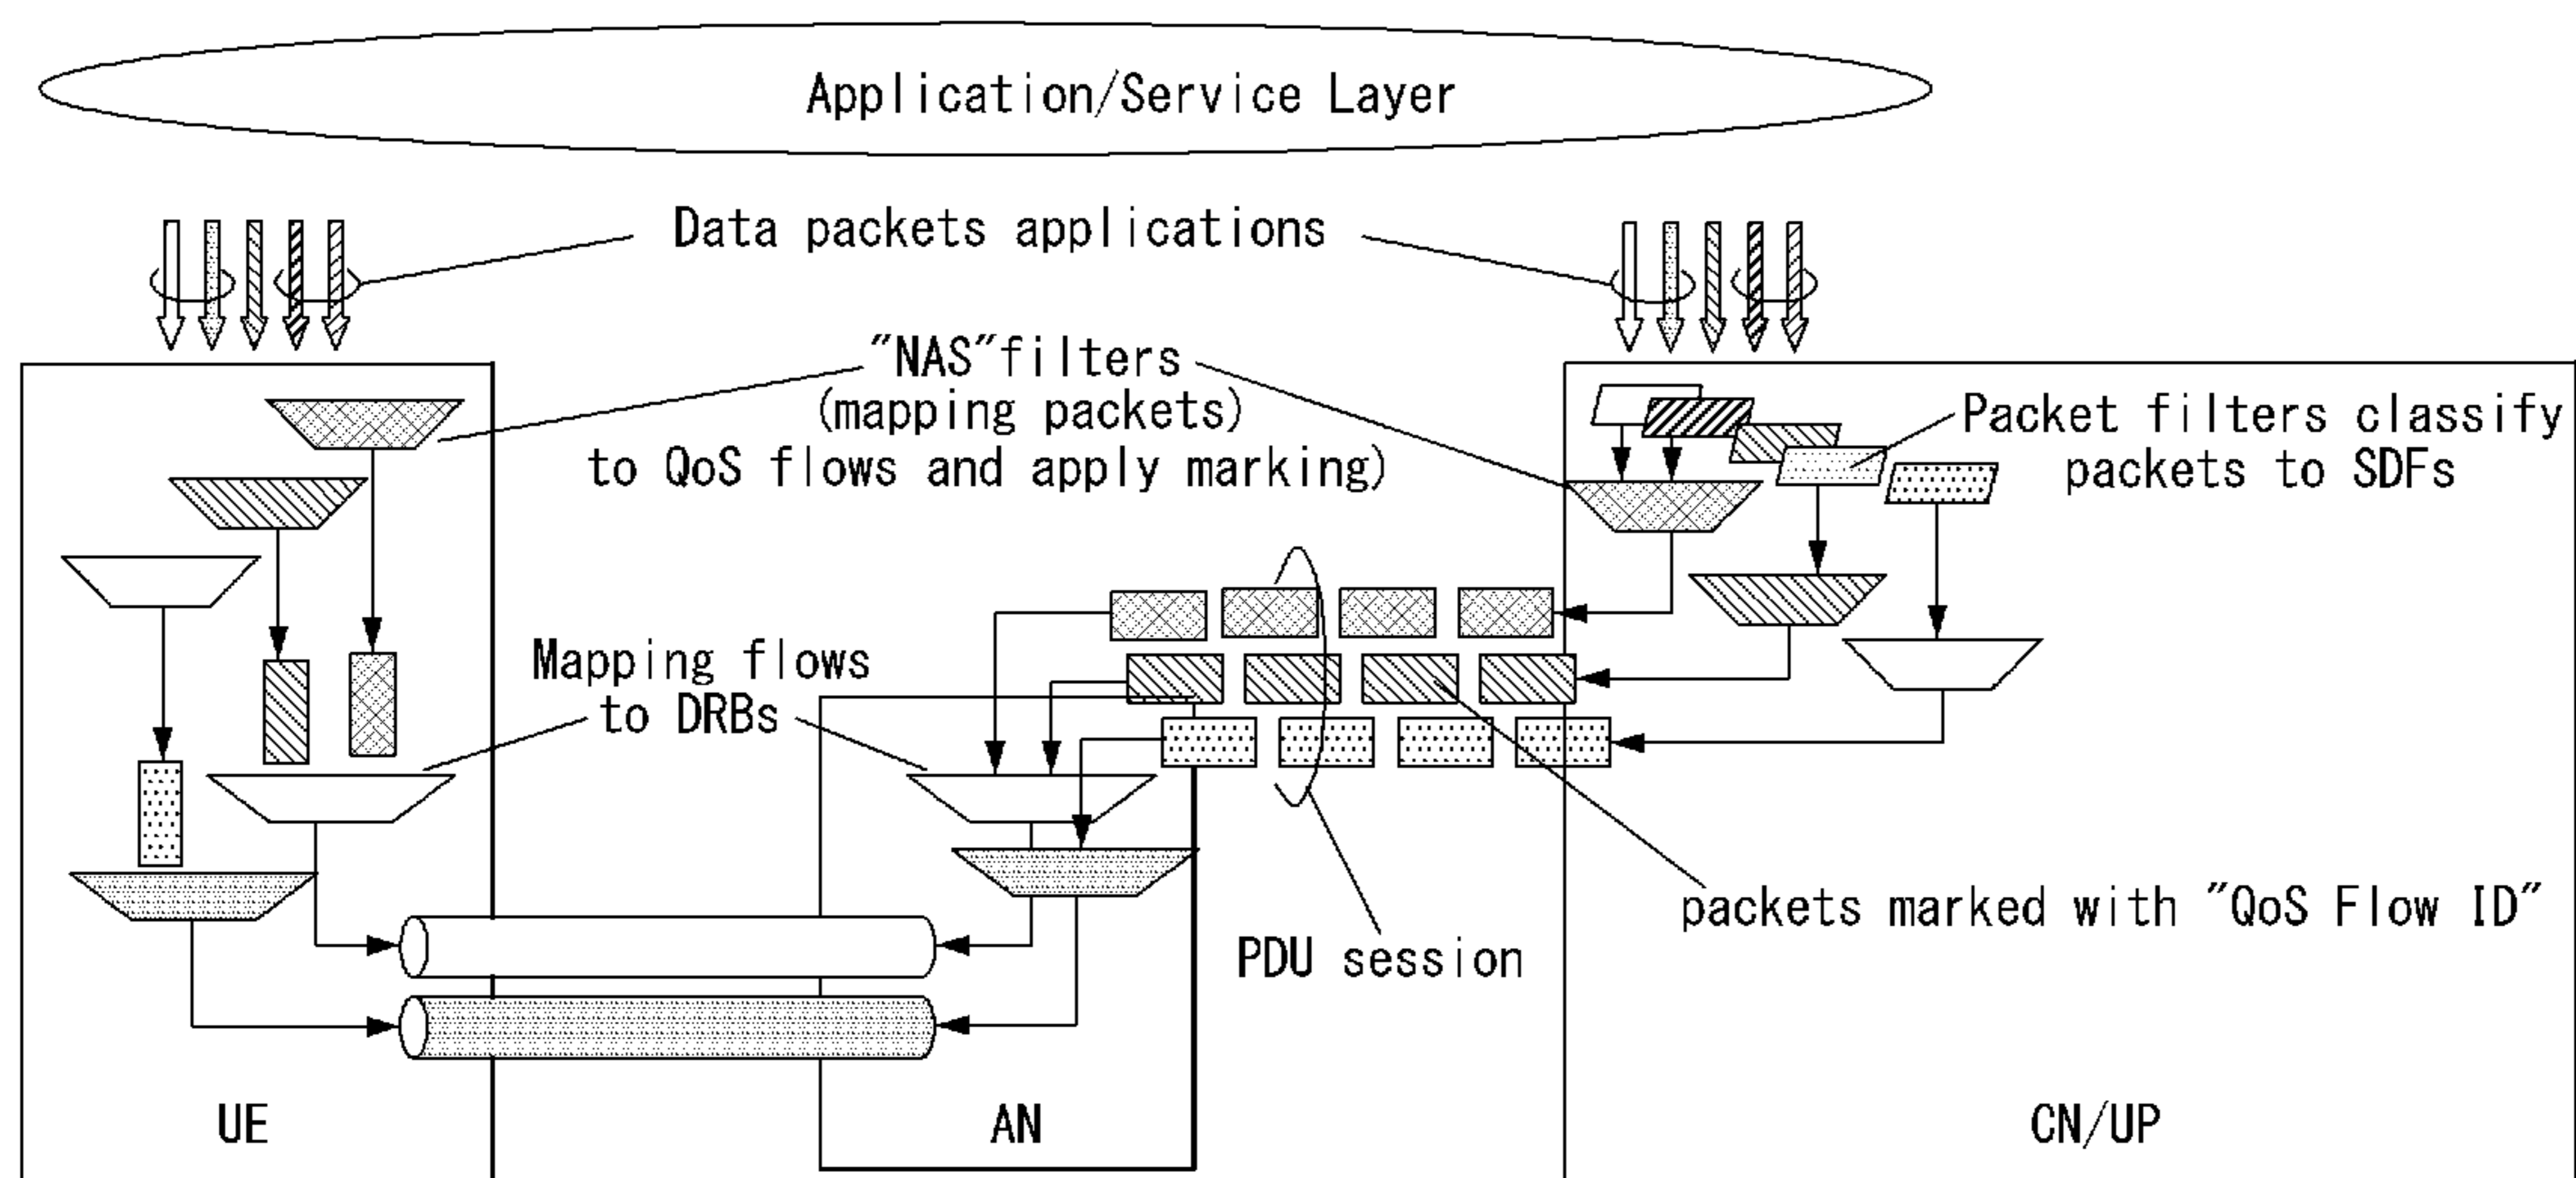 Application/Service Layer
Data packets applications
"NAS"filters
(mapping packets)
to QoS flows and apply marking)
Packet filters classify
packets to SDFs
Mapping flows
to DRBs
packets marked with "QoS Flow ID"
PDU session
UE
AN
CN/UP